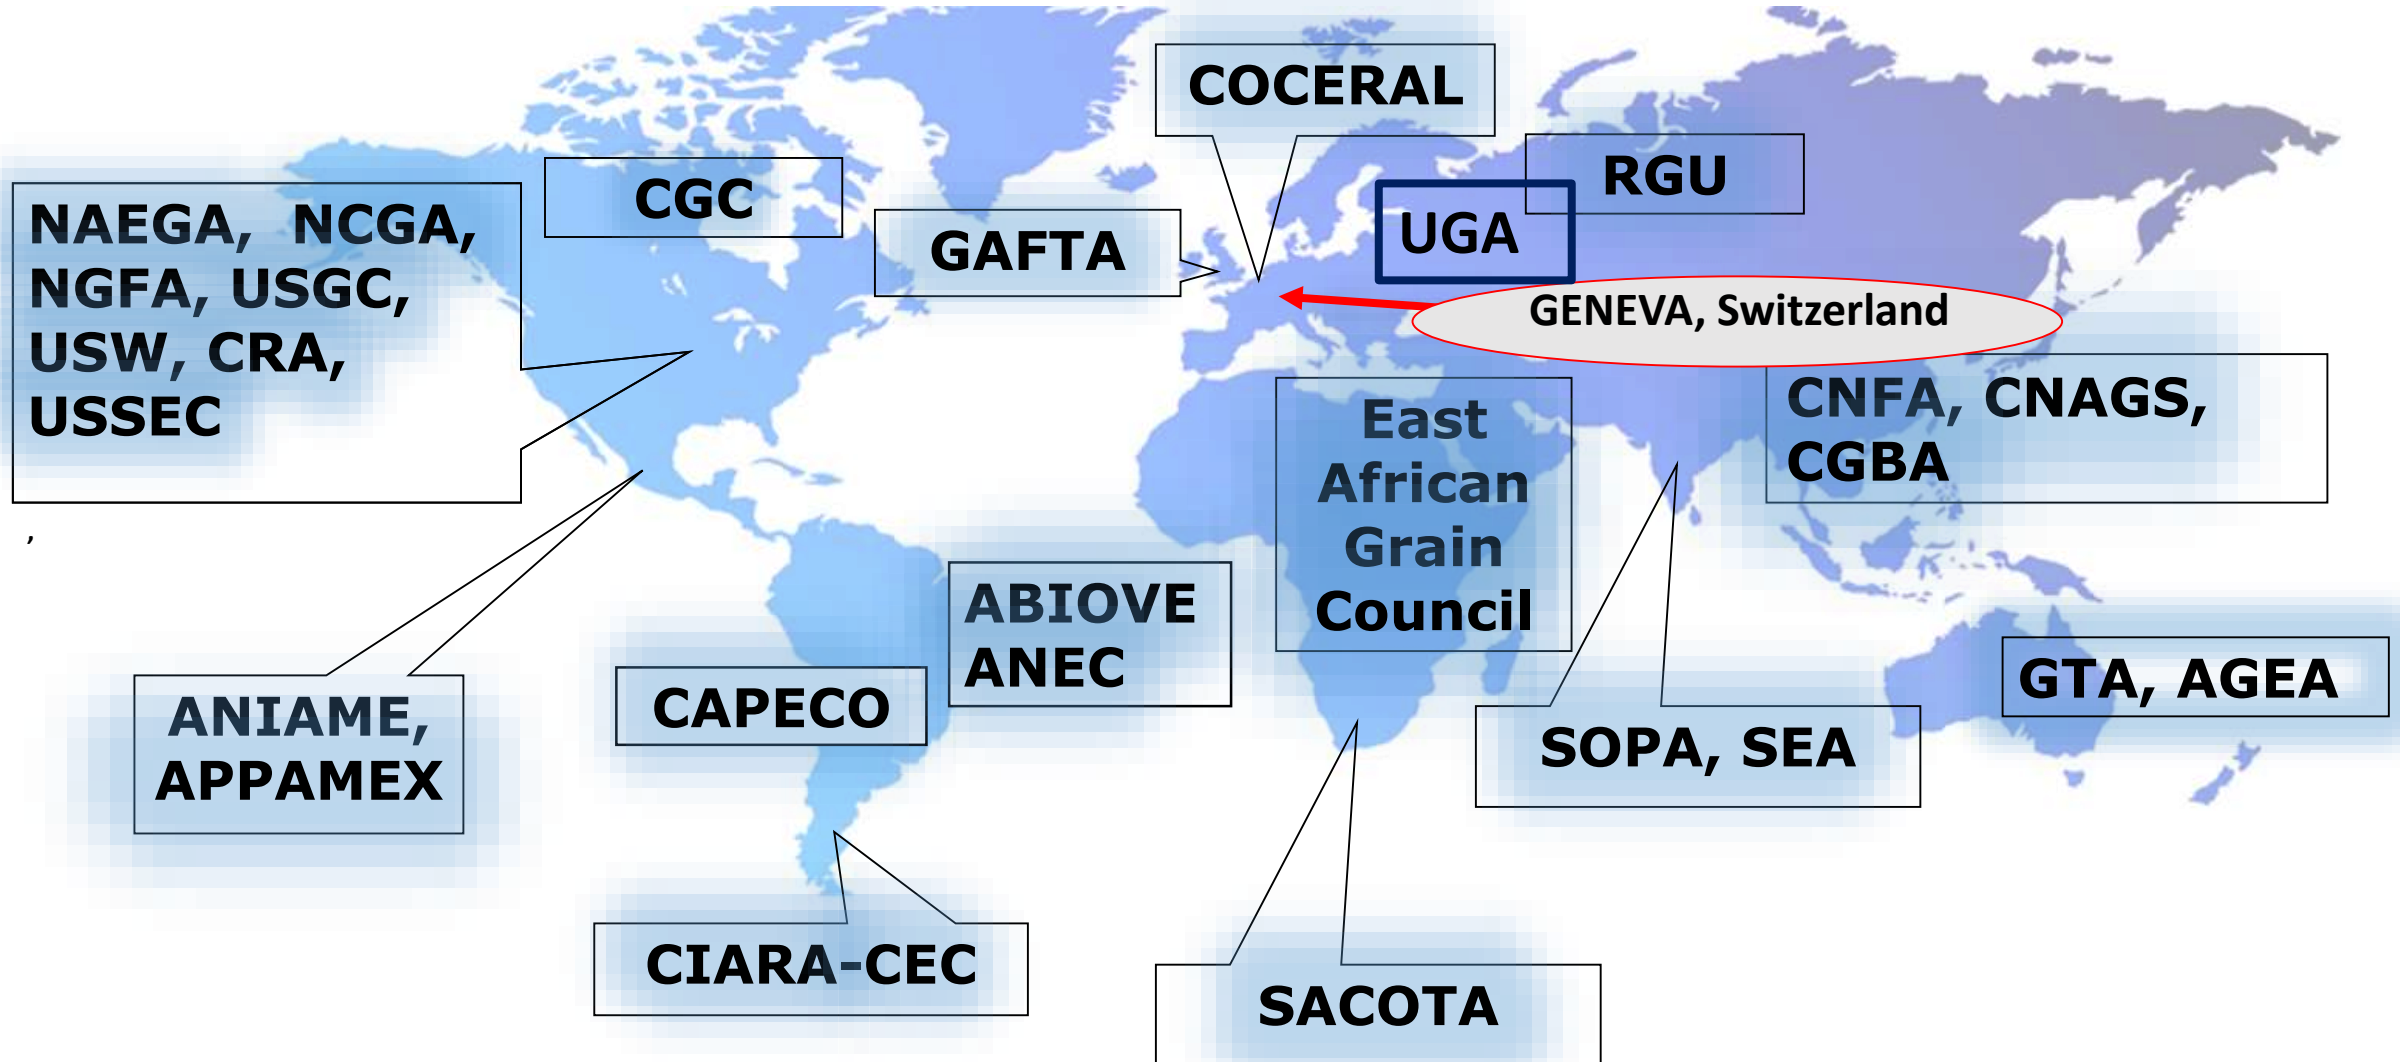 COCERAL
RGU
CGC
NAEGA, NCGA,
NGFA, USGC,
USW, CRA,
USSEC
,
GAFTA
UGA
GENEVA, Switzerland
CNFA, CNAGS,
CGBA
East
African
Grain
Council
ABIOVE
ANEC
CAPECO
ANIAME,
APPAMEX
GTA, AGEA
SOPA, SEA
CIARA-CEC
SACOTA